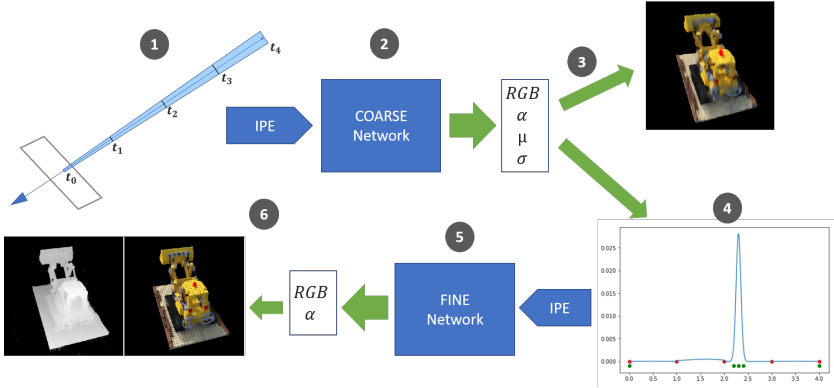 1
t₄
t₃
t₂
t₁
t₀
2
IPE
COARSE
Network
RGB
α
μ
σ
3
4
0.025
0.020
0.015
0.010
0.005
0.000
0.0 0.5 1.0 1.5 2.0 2.5 3.0 3.5 4.0
IPE
5
FINE
Network
RGB
α
6